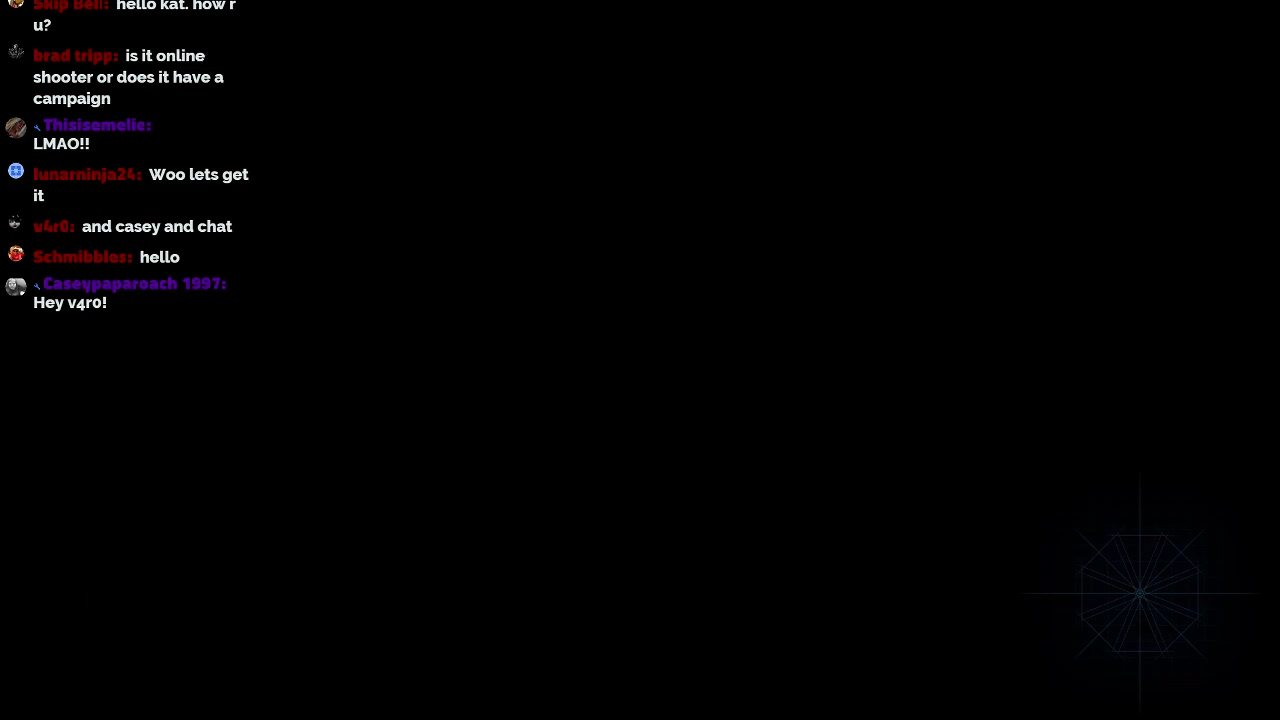 Skip Bell: hello kat. how r
u?
brad tripp: is it online
shooter or does it have a
campaign
Thisisemelie:
LMAO!!
lunarninja24: Woo lets get
it
v4r0: and casey and chat
Schmibbles: hello
Caseypaparoach 1997:
Hey v4r0!